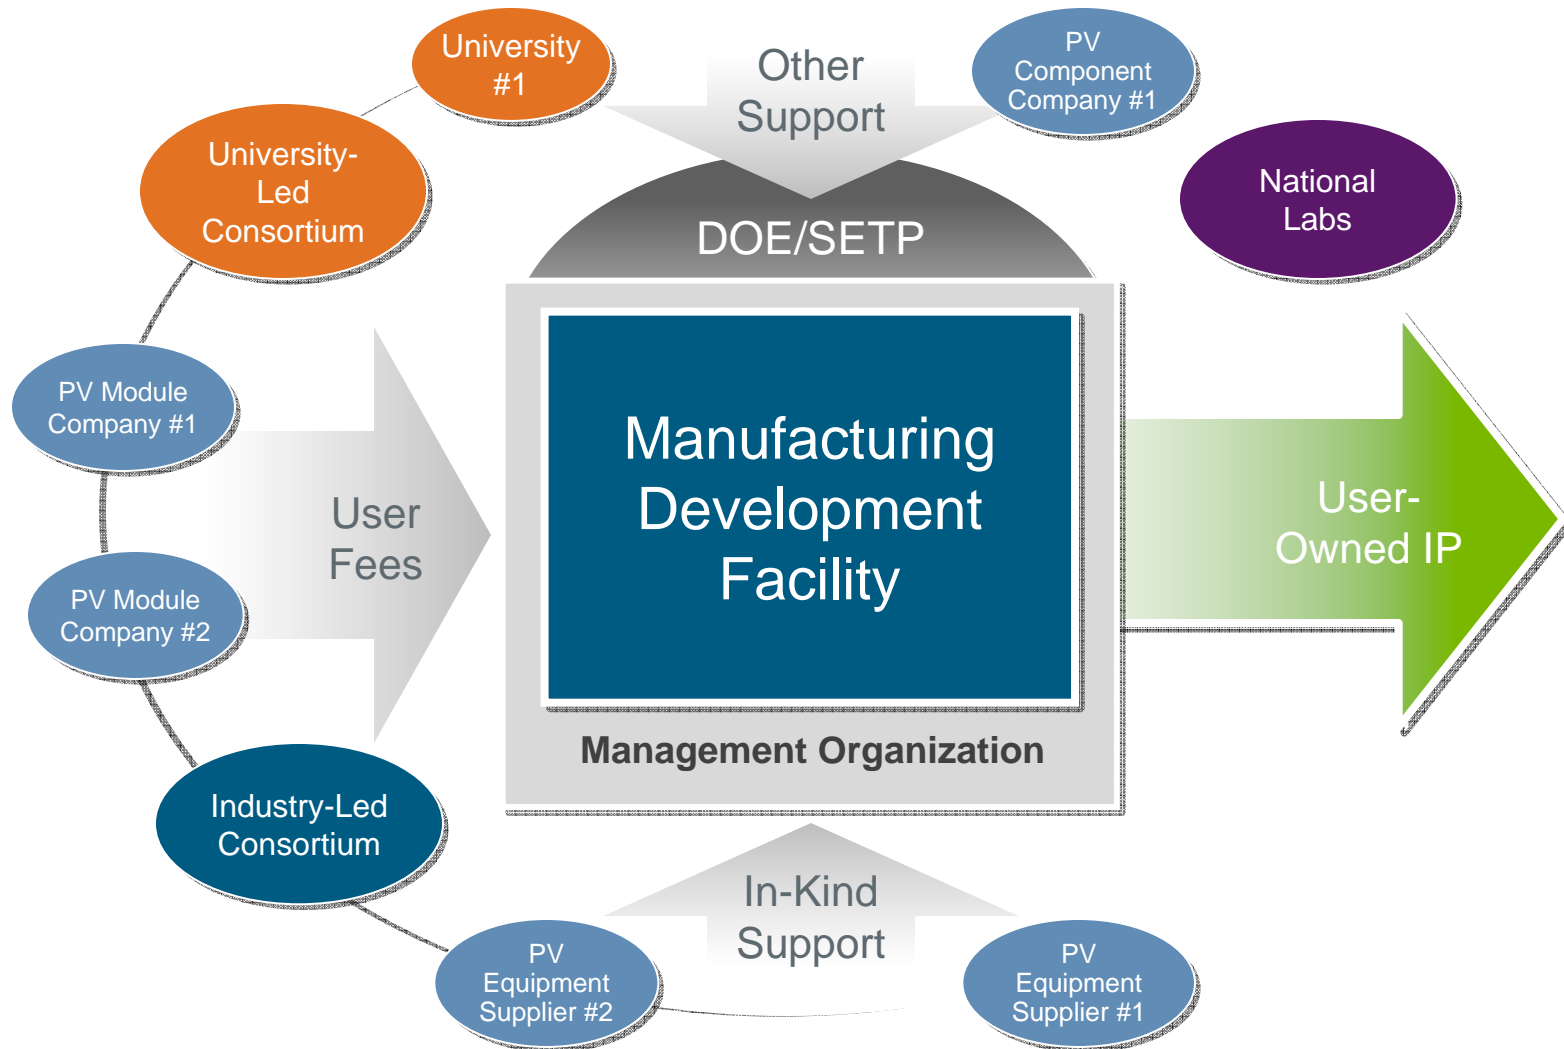 University
#1
Other
Support
PV
Component
Company #1
University-
Led
Consortium
National
Labs
DOE/SETP
PV Module
Company #1
User
Fees
Manufacturing
Development
Facility
User-
Owned IP
PV Module
Company #2
Management Organization
Industry-Led
Consortium
In-Kind
Support
PV
Equipment
Supplier #2
PV
Equipment
Supplier #1